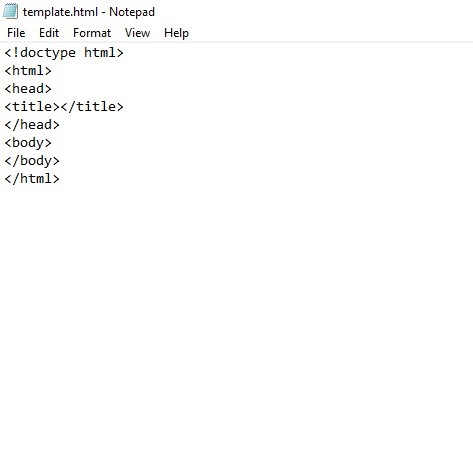 template.html - Notepad
File Edit Format View Help
<!doctype html>
<html>
<head>
<title></title>
</head>
<body>
</body>
</html>